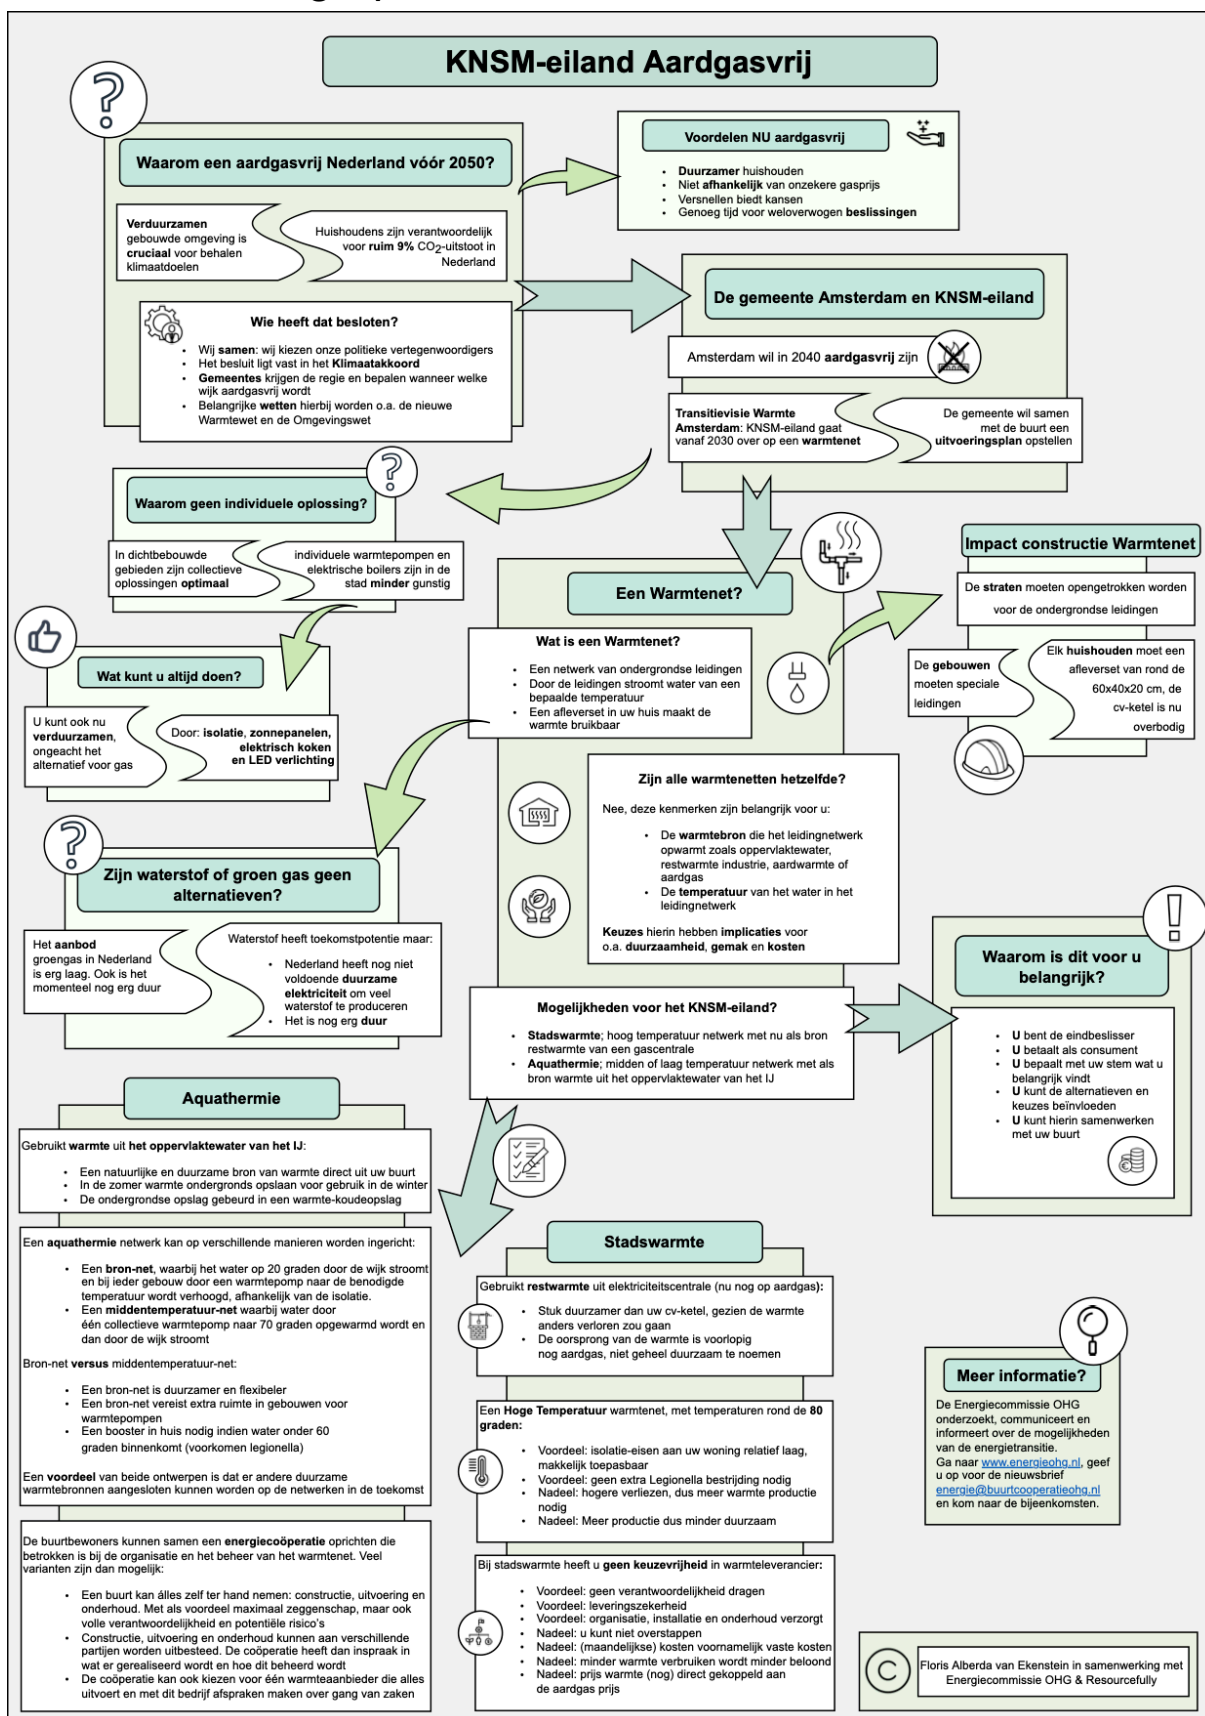 KNSM-eiland Aardgasvrij
Waarom een aardgasvrij Nederland vóór 2050?
Verduurzamen
gebouwde omgeving is
cruciaal voor behalen
klimaatdoelen
Huishoudens zijn verantwoordelijk
voor ruim 9% CO2-uitstoot in
Nederland
Wie heeft dat besloten?
• Wij samen: wij kiezen onze politieke vertegenwoordigers
• Het besluit ligt vast in het Klimaatakkoord
• Gemeentes krijgen de regie en bepalen wanneer welke
wijk aardgasvrij wordt
• Belangrijke wetten hierbij worden o.a. de nieuwe
Warmtewet en de Omgevingswet
Voordelen NU aardgasvrij
• Duurzamer huishouden
• Niet afhankelijk van onzekere gasprijs
• Versnellen biedt kansen
• Genoeg tijd voor weloverwogen beslissingen
De gemeente Amsterdam en KNSM-eiland
Amsterdam wil in 2040 aardgasvrij zijn
Transitievisie Warmte
Amsterdam: KNSM-eiland gaat
vanaf 2030 over op een warmtenet
De gemeente wil samen
met de buurt een
uitvoeringsplan opstellen
Waarom geen individuele oplossing?
In dichtbebouwde
gebieden zijn collectieve
oplossingen optimaal
individuele warmtepompen en
elektrische boilers zijn in de
stad minder gunstig
Wat kunt u altijd doen?
U kunt ook nu
verduurzamen,
ongeacht het
alternatief voor gas
Door: isolatie, zonnepanelen,
elektrisch koken
en LED verlichting
Een Warmtenet?
Wat is een Warmtenet?
• Een netwerk van ondergrondse leidingen
• Door de leidingen stroomt water van een
bepaalde temperatuur
• Een afleverset in uw huis maakt de
warmte bruikbaar
Impact constructie Warmtenet
De straten moeten opengetrokken worden
voor de ondergrondse leidingen
De gebouwen
moeten speciale
leidingen
Elk huishouden moet een
afleverset van rond de
60x40x20 cm, de
cv-ketel is nu
overbodig
Zijn alle warmtenetten hetzelfde?
Nee, deze kenmerken zijn belangrijk voor u:
• De warmtebron die het leidingnetwerk
opwarmt zoals oppervlaktewater,
restwarmte industrie, aardwarmte of
aardgas
• De temperatuur van het water in het
leidingnetwerk
Keuzes hierin hebben implicaties voor
o.a. duurzaamheid, gemak en kosten
Zijn waterstof of groen gas geen
alternatieven?
Het aanbod
groengas in Nederland
is erg laag. Ook is het
momenteel nog erg duur
Waterstof heeft toekomstpotentie maar:
• Nederland heeft nog niet
voldoende duurzame
elektriciteit om veel
waterstof te produceren
• Het is nog erg duur
Mogelijkheden voor het KNSM-eiland?
• Stadswarmte; hoog temperatuur netwerk met nu als bron
restwarmte van een gascentrale
• Aquathermie; midden of laag temperatuur netwerk met als
bron warmte uit het oppervlaktewater van het IJ
Waarom is dit voor u
belangrijk?
• U bent de eindbeslisser
• U betaalt als consument
• U bepaalt met uw stem wat u
belangrijk vindt
• U kunt de alternatieven en
keuzes beïnvloeden
• U kunt hierin samenwerken
met uw buurt
Aquathermie
Gebruikt warmte uit het oppervlaktewater van het IJ:
• Een natuurlijke en duurzame bron van warmte direct uit uw buurt
• In de zomer warmte ondergronds opslaan voor gebruik in de winter
• De ondergrondse opslag gebeurd in een warmte-koudeopslag
Een aquathermie netwerk kan op verschillende manieren worden ingericht:
• Een bron-net, waarbij het water op 20 graden door de wijk stroomt
en bij ieder gebouw door een warmtepomp naar de benodigde
temperatuur wordt verhoogd, afhankelijk van de isolatie.
• Een middentemperatuur-net waarbij water door
één collectieve warmtepomp naar 70 graden opgewarmd wordt en
dan door de wijk stroomt
Bron-net versus middentemperatuur-net:
• Een bron-net is duurzamer en flexibeler
• Een bron-net vereist extra ruimte in gebouwen voor
warmtepompen
• Een booster in huis nodig indien water onder 60
graden binnenkomt (voorkomen legionella)
Een voordeel van beide ontwerpen is dat er andere duurzame
warmtebronnen aangesloten kunnen worden op de netwerken in de toekomst
De buurtbewoners kunnen samen een energiecoöperatie oprichten die
betrokken is bij de organisatie en het beheer van het warmtenet. Veel
varianten zijn dan mogelijk:
• Een buurt kan álles zelf ter hand nemen: constructie, uitvoering en
onderhoud. Met als voordeel maximaal zeggenschap, maar ook
volle verantwoordelijkheid en potentiële risico's
• Constructie, uitvoering en onderhoud kunnen aan verschillende
partijen worden uitbesteed. De coöperatie heeft dan inspraak in
wat er gerealiseerd wordt en hoe dit beheerd wordt
• De coöperatie kan ook kiezen voor één warmteaanbieder die alles
uitvoert en met dit bedrijf afspraken maken over gang van zaken
Stadswarmte
Gebruikt restwarmte uit elektriciteitscentrale (nu nog op aardgas):
• Stuk duurzamer dan uw cv-ketel, gezien de warmte
anders verloren zou gaan
• De oorsprong van de warmte is voorlopig
nog aardgas, niet geheel duurzaam te noemen
Een Hoge Temperatuur warmtenet, met temperaturen rond de 80
graden:
• Voordeel: isolatie-eisen aan uw woning relatief laag,
makkelijk toepasbaar
• Voordeel: geen extra Legionella bestrijding nodig
• Nadeel: hogere verliezen, dus meer warmte productie
nodig
• Nadeel: Meer productie dus minder duurzaam
Bij stadswarmte heeft u geen keuzevrijheid in warmteleverancier:
• Voordeel: geen verantwoordelijkheid dragen
• Voordeel: leveringszekerheid
• Voordeel: organisatie, installatie en onderhoud verzorgt
• Nadeel: u kunt niet overstappen
• Nadeel: (maandelijkse) kosten voornamelijk vaste kosten
• Nadeel: minder warmte verbruiken wordt minder beloond
• Nadeel: prijs warmte (nog) direct gekoppeld aan
de aardgas prijs
Meer informatie?
De Energiecommissie OHG
onderzoekt, communiceert en
informeert over de mogelijkheden
van de energietransitie.
Ga naar www.energieohg.nl, geef
u op voor de nieuwsbrief
energie@buurtcooperatieohg.nl
en kom naar de bijeenkomsten.
C
Floris Alberda van Ekenstein in samenwerking met
Energiecommissie OHG & Resourcefully